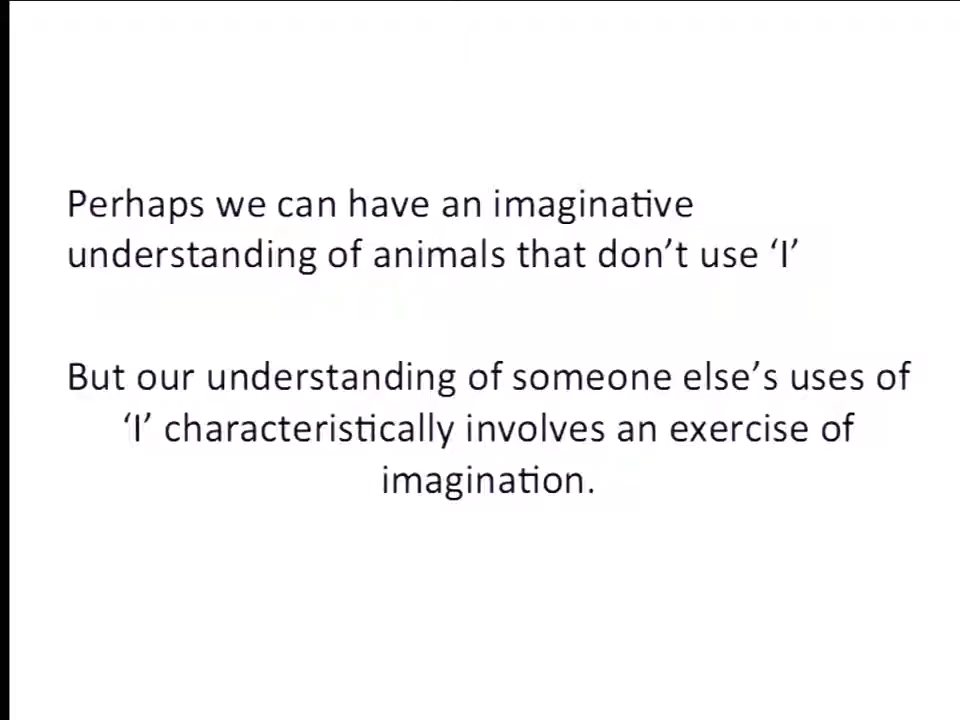 Perhaps we can have an imaginative
understanding of animals that don’t use ‘I’
But our understanding of someone else’s uses of
‘I’ characteristically involves an exercise of
imagination.